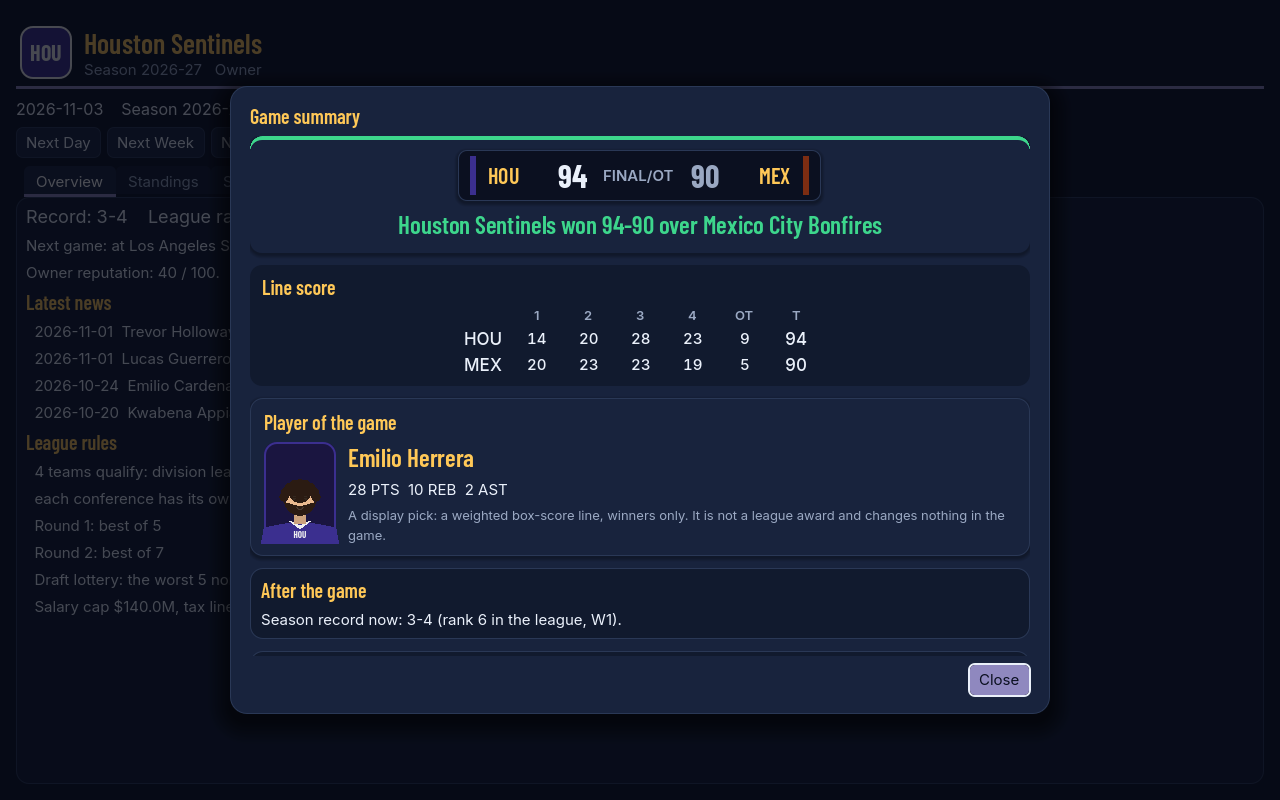 HOU
Houston Sentinels
Season 2026-27 Owner
2026-11-03 Season 2026-
Next Day Next Week
Overview Standings
Record: 3-4 League ra
Next game: at Los Angeles S
Owner reputation: 40 / 100.
Latest news
2026-11-01 Trevor Holloway
2026-11-01 Lucas Guerrero
2026-10-24 Emilio Cardena
2026-10-20 Kwabena Appi
League rules
4 teams qualify: division lea
each conference has its ow
Round 1: best of 5
Round 2: best of 7
Draft lottery: the worst 5 no
Salary cap $140.0M, tax line
Game summary
HOU 94 FINAL/OT 90 MEX
Houston Sentinels won 94-90 over Mexico City Bonfires
Line score
1 2 3 4 OT T
HOU 14 20 28 23 9 94
MEX 20 23 23 19 5 90
Player of the game
Emilio Herrera
28 PTS 10 REB 2 AST
A display pick: a weighted box-score line, winners only. It is not a league award and changes nothing in the
game.
HOU
After the game
Season record now: 3-4 (rank 6 in the league, W1).
Close